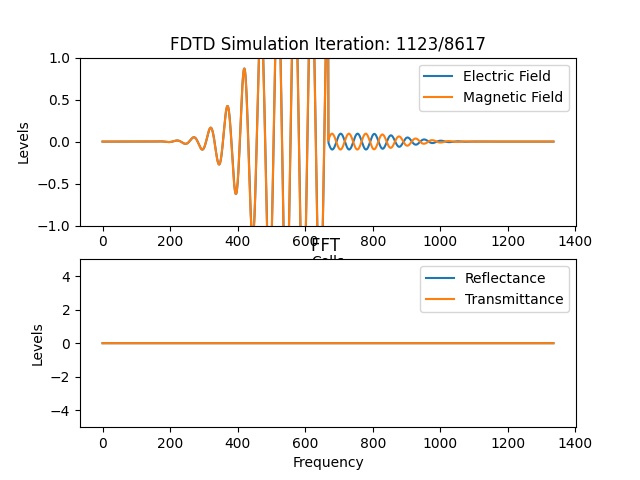 FDTD Simulation Iteration: 1123/8617
1.0
0.5
0.0
−0.5
−1.0
Levels
Electric Field
Magnetic Field
0 200 400 600 800 1000 1200 1400
Cells
FFT
4
2
0
−2
−4
Levels
Reflectance
Transmittance
0 200 400 600 800 1000 1200 1400
Frequency